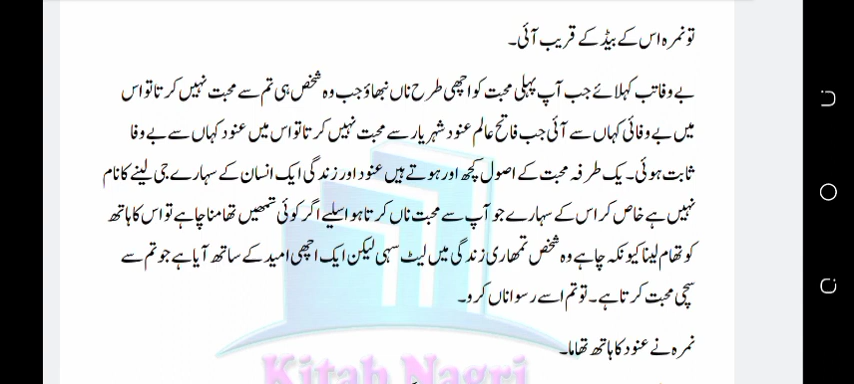 تو نمرہ اس کے بیڈ کے قریب آئی۔
بے وفا تب کہلائے جب آپ پہلی محبت کو اچھی طرح ناں نبھاؤ جب وہ شخص ہی تم سے محبت نہیں کرتا تو اس
میں بے وفائی کہاں سے آئی جب فاتح عالم عنود شہریار سے محبت نہیں کرتا تو اس میں عنود کہاں سے بے وفا
ثابت ہوئی۔ یک طرفہ محبت کے اصول کچھ اور ہوتے ہیں عنود اور زندگی ایک انسان کے سہارے جی لینے کا نام
نہیں ہے خاص کر اس کے سہارے جو آپ سے محبت ناں کرتا ہو اسلیے اگر کوئی تمھیں تھامنا چاہے تو اس کا ہاتھ
کو تھام لینا کیونکہ چاہے وہ شخص تمھاری زندگی میں لیٹ سہی لیکن ایک اچھی امید کے ساتھ آیا ہے جو تم سے
سچی محبت کرتا ہے۔ تو تم اسے رسوا ناں کرو۔
نمرہ نے عنود کا ہاتھ تھاما۔
Kitab Nagri